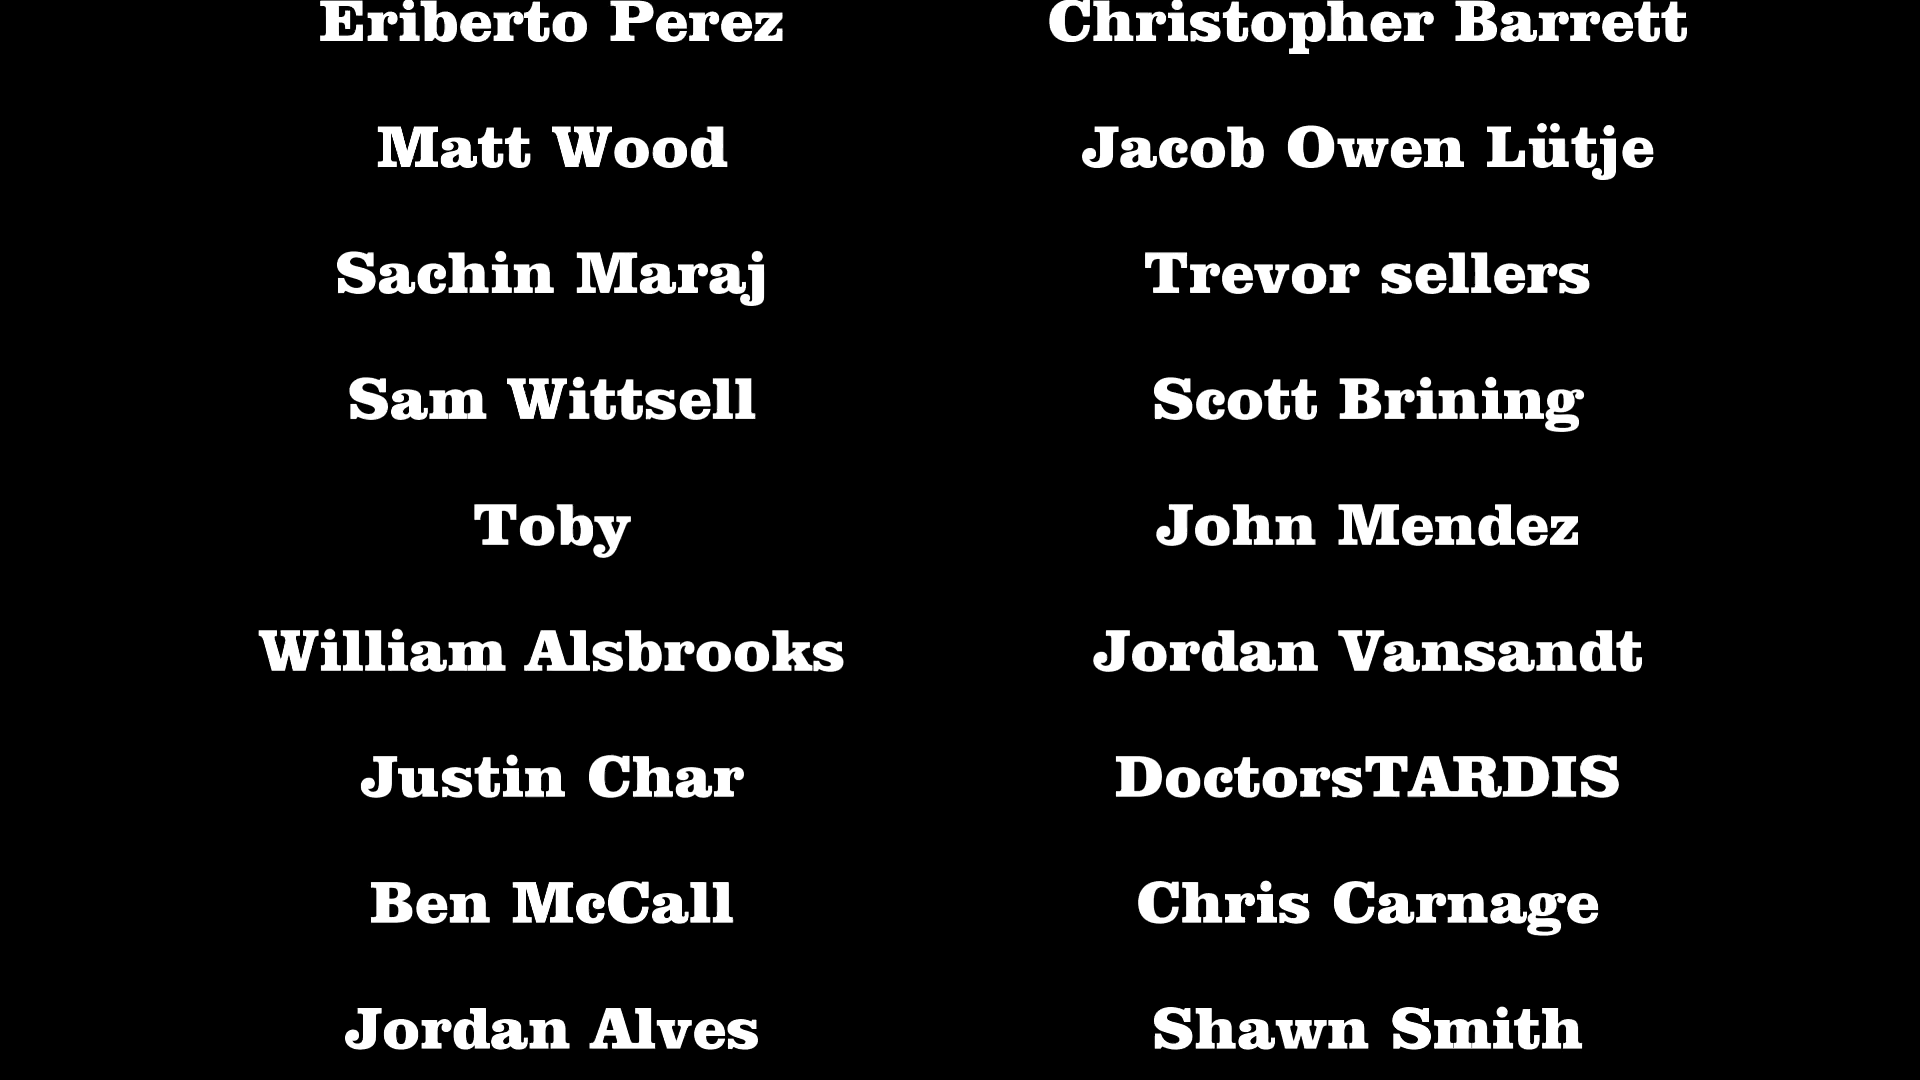 Eriberto Perez
Christopher Barrett
Matt Wood
Jacob Owen Lütje
Sachin Maraj
Trevor sellers
Sam Wittsell
Scott Brining
Toby
John Mendez
William Alsbrooks
Jordan Vansandt
Justin Char
DoctorsTARDIS
Ben McCall
Chris Carnage
Jordan Alves
Shawn Smith